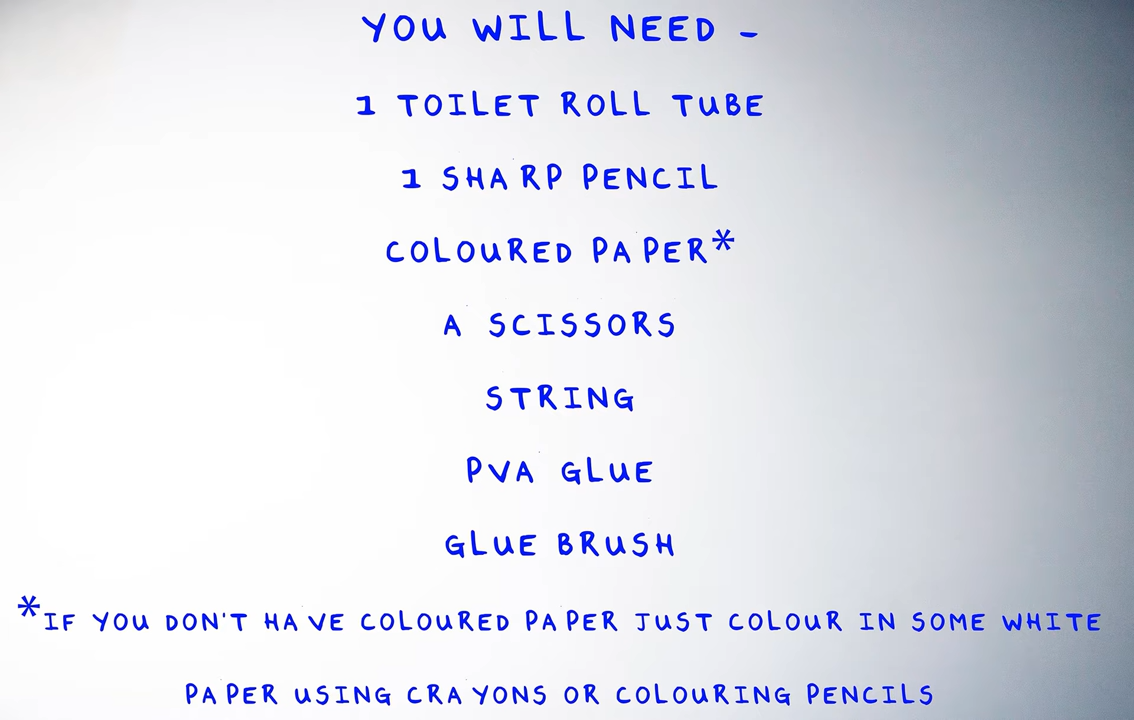 YOU WILL NEED -
1 TOILET ROLL TUBE
1 SHARP PENCIL
COLOURED PAPER*
A SCISSORS
STRING
PVA GLUE
GLUE BRUSH
*IF YOU DON'T HAVE COLOURED PAPER JUST COLOUR IN SOME WHITE
PAPER USING CRAYONS OR COLOURING PENCILS